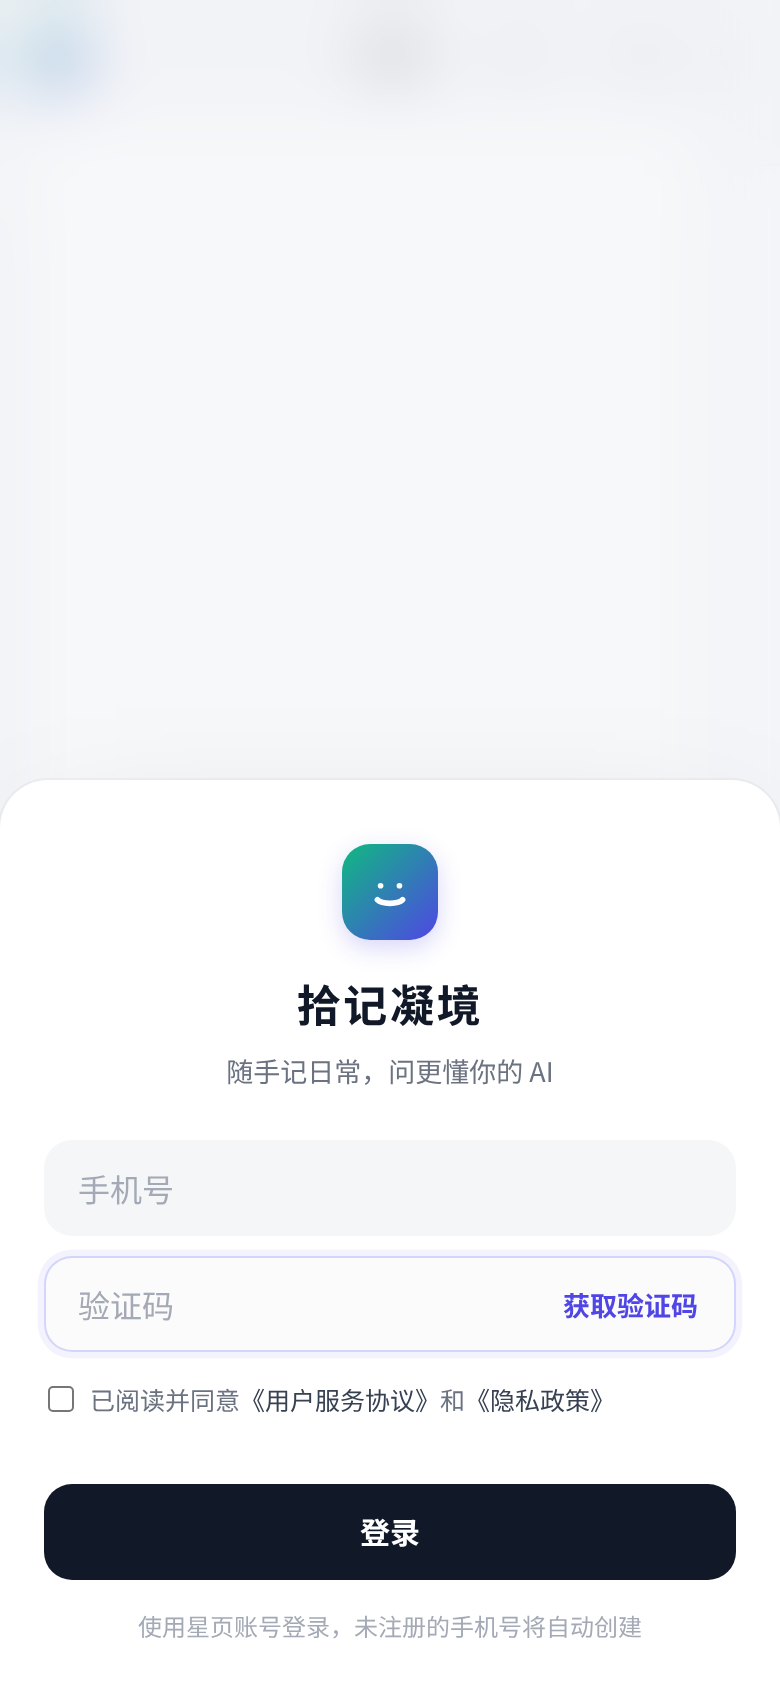 拾记凝境
随手记日常，问更懂你的 AI
手机号
验证码 获取验证码
已阅读并同意《用户服务协议》和《隐私政策》
登录
使用星页账号登录，未注册的手机号将自动创建